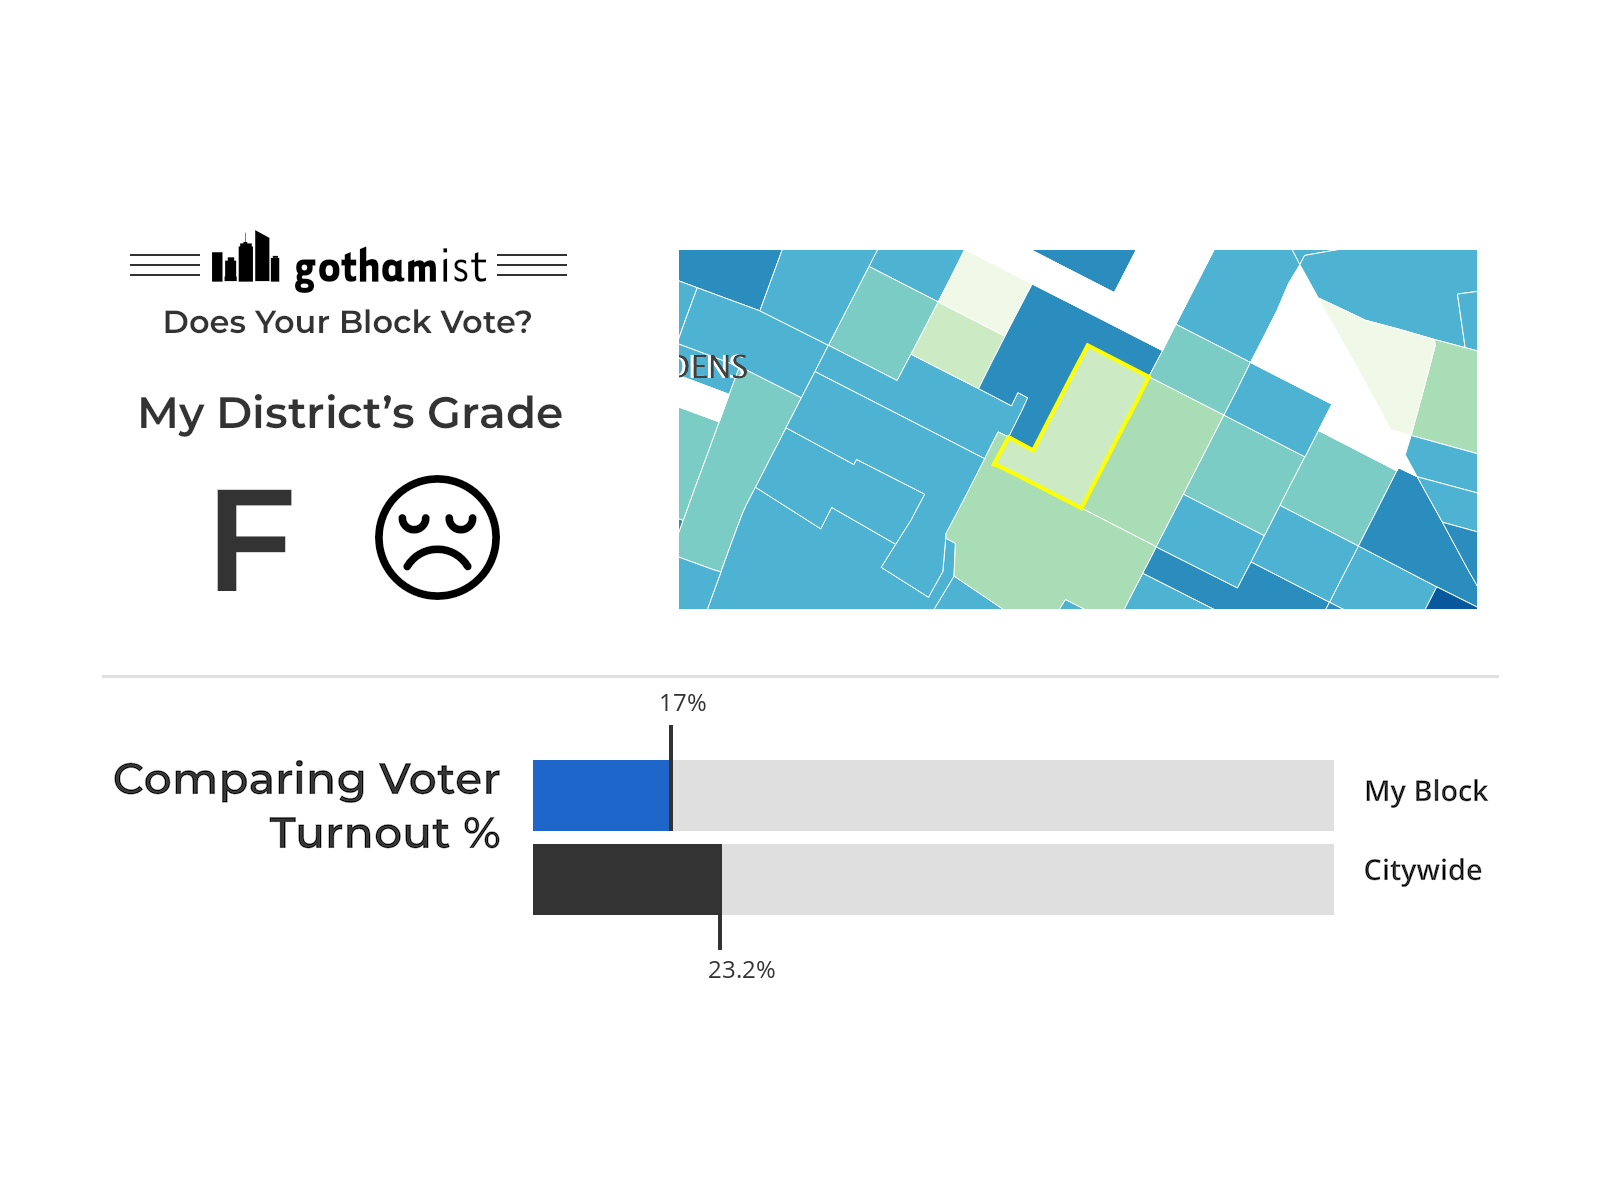 gothamist
Does Your Block Vote?
My District’s Grade
F
DENS
17%
Comparing Voter
Turnout %
My Block
Citywide
23.2%